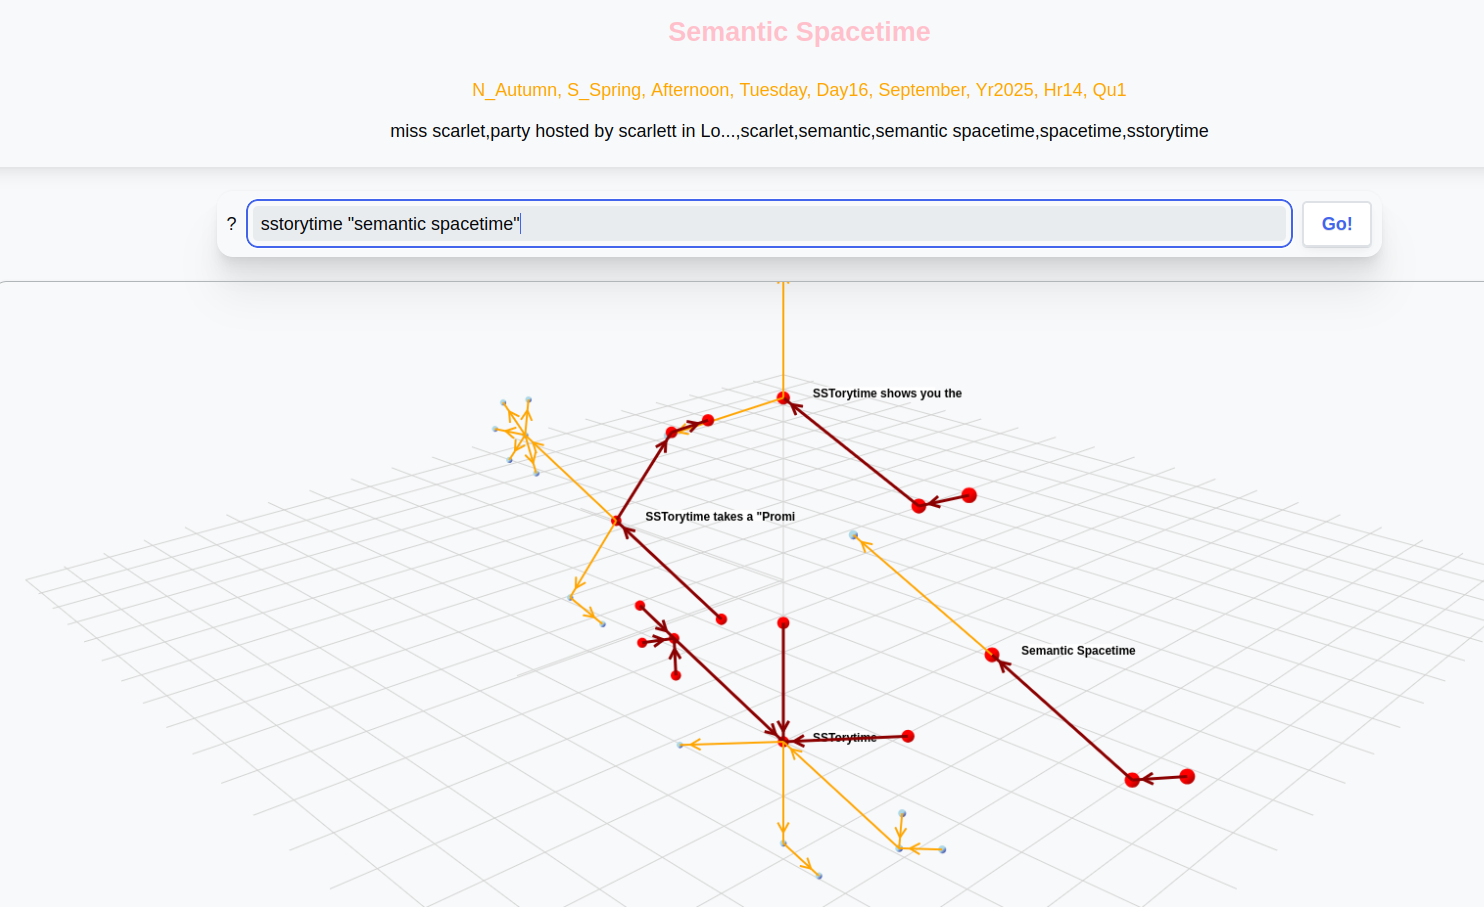 Semantic Spacetime
N_Autumn, S_Spring, Afternoon, Tuesday, Day16, September, Yr2025, Hr14, Qu1
miss scarlet,party hosted by scarlett in Lo...,scarlet,semantic,semantic spacetime,spacetime,sstorytime
? sstorytime "semantic spacetime" Go!
SSTorytime shows you the
SSTorytime takes a "Promi
Semantic Spacetime
SSTorytime